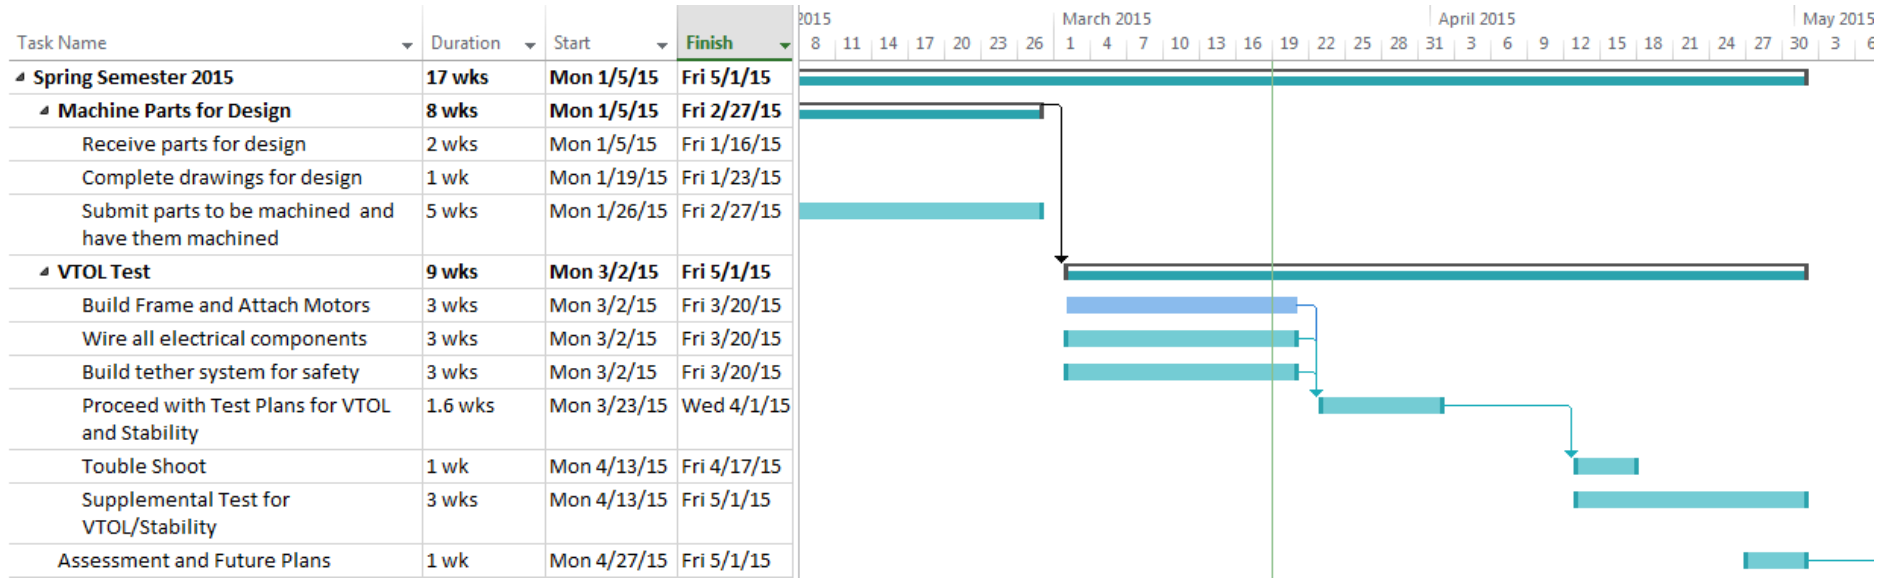 2015 March 2015 April 2015 May 2015
Task Name Duration Start Finish 8 11 14 17 20 23 26 1 4 7 10 13 16 19 22 25 28 31 3 6 9 12 15 18 21 24 27 30 3 6
Spring Semester 2015 17 wks Mon 1/5/15 Fri 5/1/15
Machine Parts for Design 8 wks Mon 1/5/15 Fri 2/27/15
Receive parts for design 2 wks Mon 1/5/15 Fri 1/16/15
Complete drawings for design 1 wk Mon 1/19/15 Fri 1/23/15
Submit parts to be machined and 5 wks Mon 1/26/15 Fri 2/27/15
have them machined
VTOL Test 9 wks Mon 3/2/15 Fri 5/1/15
Build Frame and Attach Motors 3 wks Mon 3/2/15 Fri 3/20/15
Wire all electrical components 3 wks Mon 3/2/15 Fri 3/20/15
Build tether system for safety 3 wks Mon 3/2/15 Fri 3/20/15
Proceed with Test Plans for VTOL 1.6 wks Mon 3/23/15 Wed 4/1/15
and Stability
Touble Shoot 1 wk Mon 4/13/15 Fri 4/17/15
Supplemental Test for 3 wks Mon 4/13/15 Fri 5/1/15
VTOL/Stability
Assessment and Future Plans 1 wk Mon 4/27/15 Fri 5/1/15